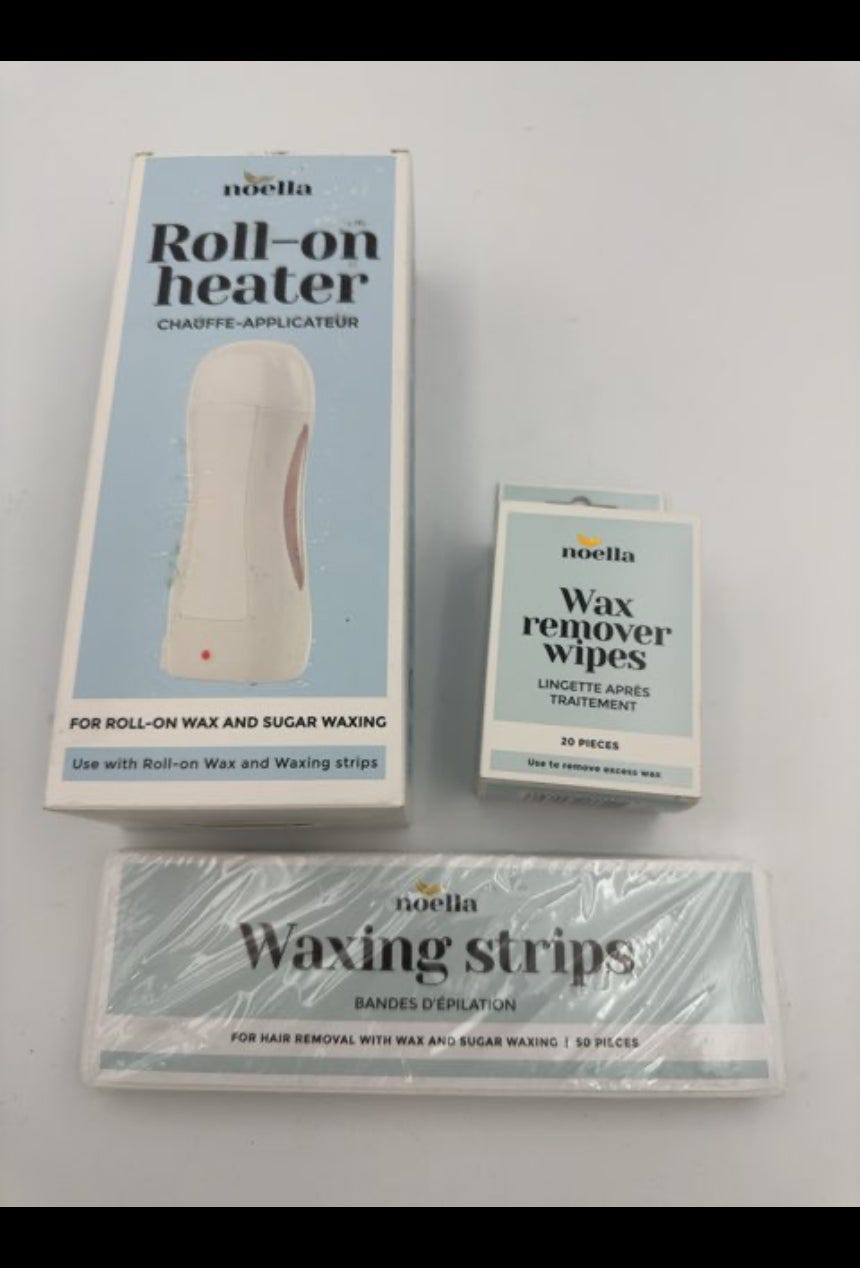 noella
Roll-on
heater
CHAUFFE-APPLICATEUR
FOR ROLL-ON WAX AND SUGAR WAXING
Use with Roll-on Wax and Waxing strips
noella
Wax
remover
wipes
LINGETTE APRÈS
TRAITEMENT
20 PIECES
Use to remove excess wax
noella
Waxing strips
BANDES D'ÉPILATION
FOR HAIR REMOVAL WITH WAX AND SUGAR WAXING | 50 PIECES